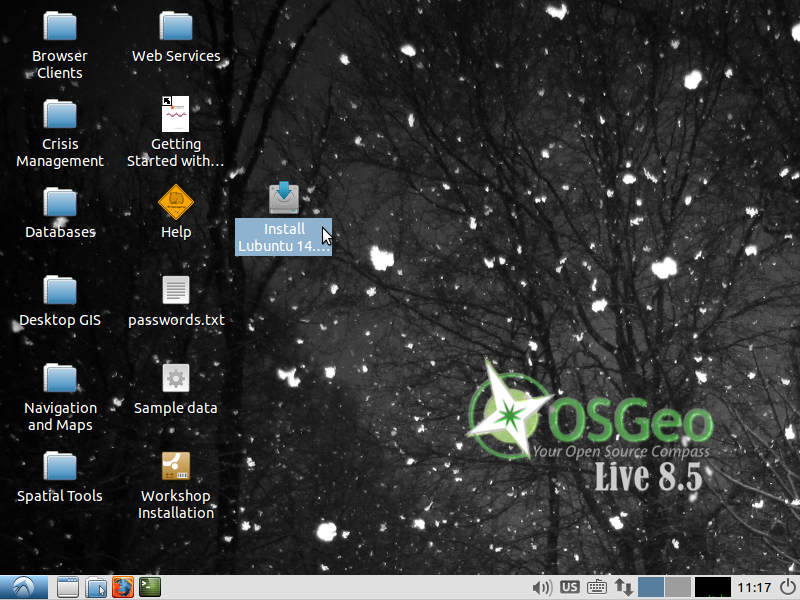 Browser
Clients
Web Services
Crisis
Management
Getting
Started with...
Databases
Help
Install
Lubuntu 14....
Desktop GIS
passwords.txt
Navigation
and Maps
Sample data
Spatial Tools
Workshop
Installation
OSGeo
Your Open Source Compass
Live 8.5
US
11:17